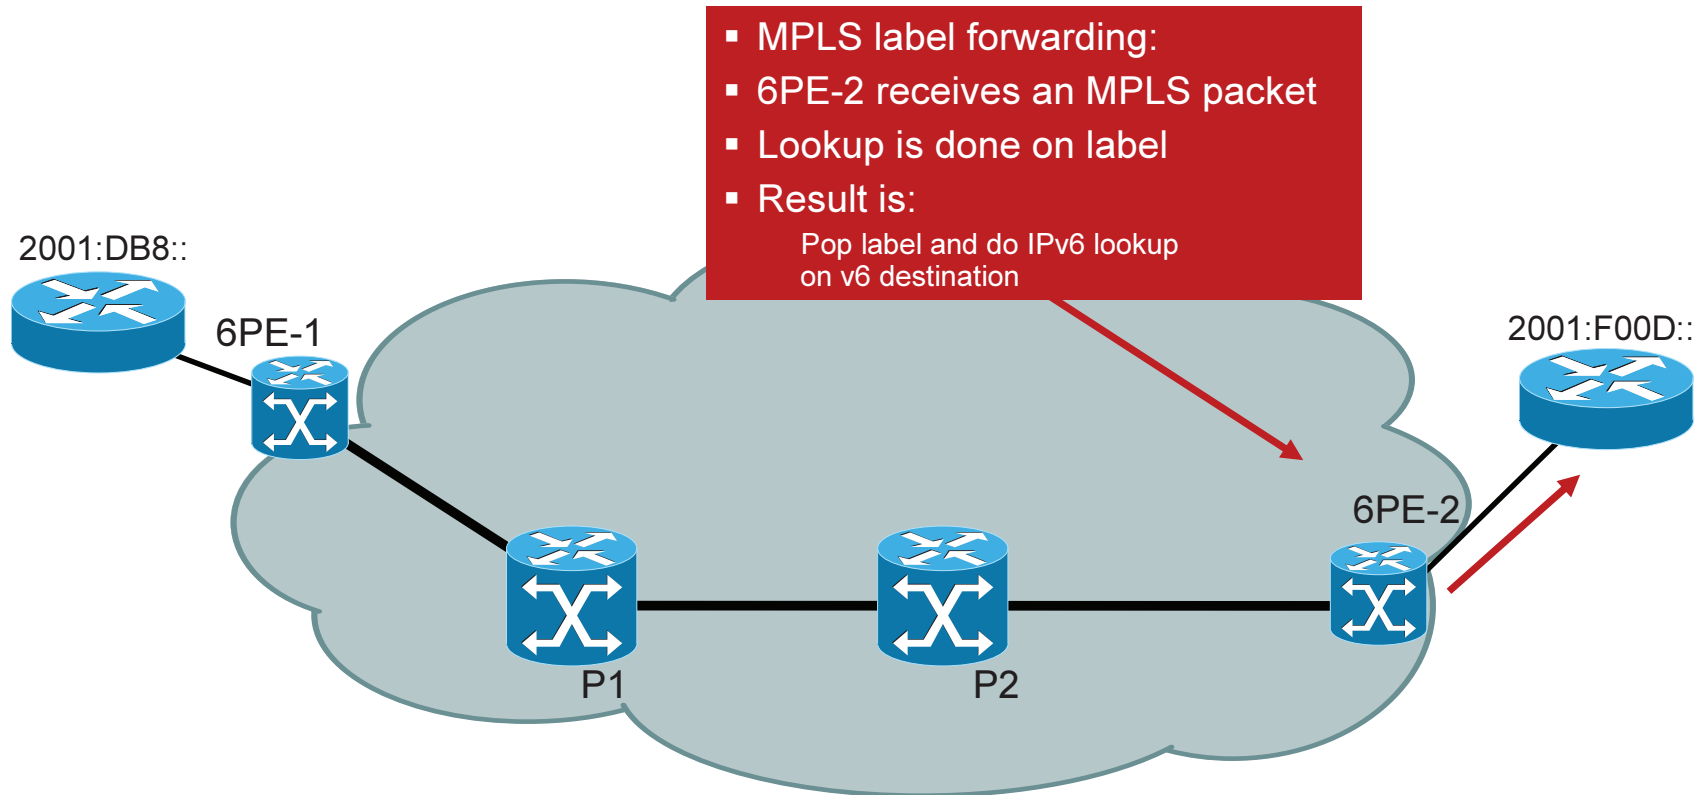 ▪ MPLS label forwarding:
▪ 6PE-2 receives an MPLS packet
▪ Lookup is done on label
▪ Result is:
Pop label and do IPv6 lookup
on v6 destination
2001:DB8::
6PE-1
2001:F00D::
6PE-2
P1
P2